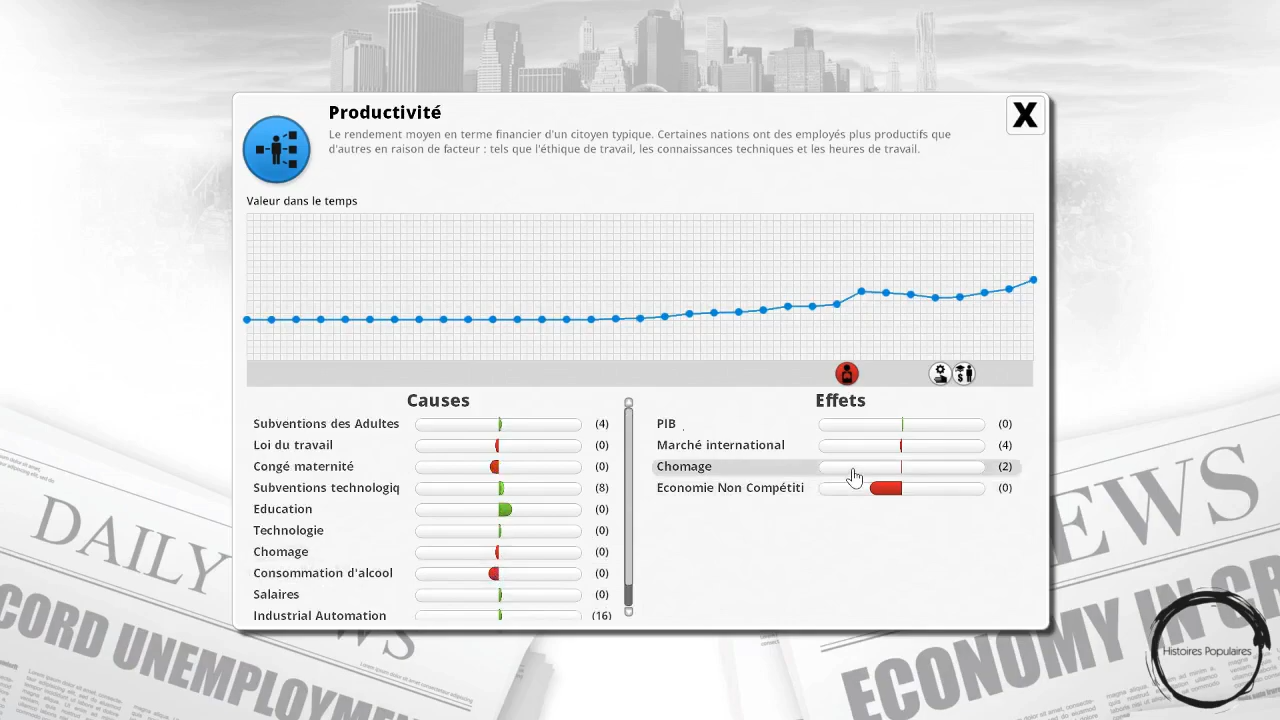 Productivité
X
Le rendement moyen en terme financier d'un citoyen typique. Certaines nations ont des employés plus productifs que
d'autres en raison de facteur : tels que l'éthique de travail, les connaissances techniques et les heures de travail.
Valeur dans le temps
Causes
Subventions des Adultes (4)
Loi du travail (0)
Congé maternité (0)
Subventions technologiq (8)
Education (0)
Technologie (0)
Chomage (0)
Consommation d'alcool (0)
Salaires (0)
Industrial Automation (16)
Effets
PIB (0)
Marché international (4)
Chomage (2)
Economie Non Compétiti (0)
DAILY
NEWS
CORD UNEMPLOYME
ECONOMY IN CR
Histoires Populaires